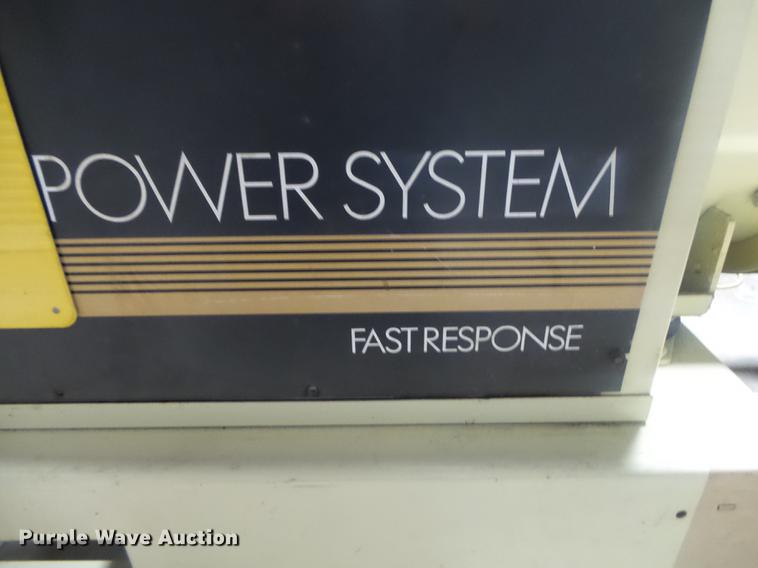 POWER SYSTEM
FAST RESPONSE
Purple Wave Auction